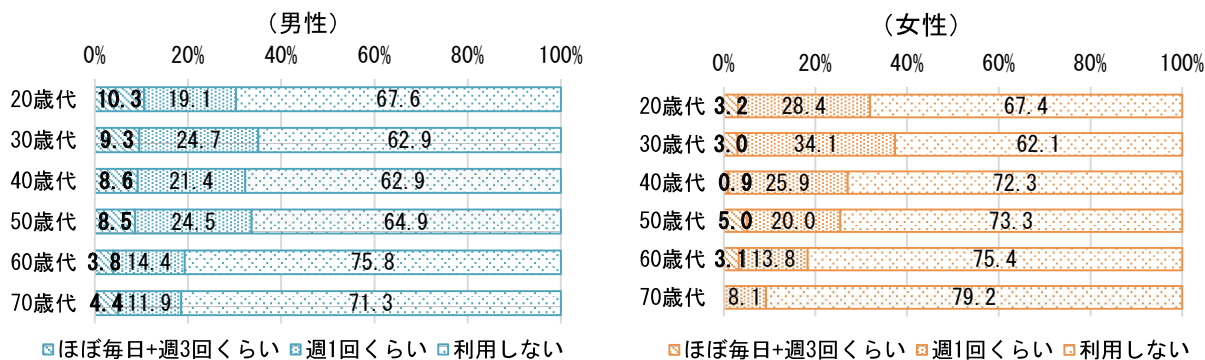 （男性）
0% 20% 40% 60% 80% 100%
20歳代 10.3 19.1 67.6
30歳代 9.3 24.7 62.9
40歳代 8.6 21.4 62.9
50歳代 8.5 24.5 64.9
60歳代 3.8 14.4 75.8
70歳代 4.4 11.9 71.3
ほぼ毎日+週3回くらい 週1回くらい 利用しない
（女性）
0% 20% 40% 60% 80% 100%
20歳代 3.2 28.4 67.4
30歳代 3.0 34.1 62.1
40歳代 0.9 25.9 72.3
50歳代 5.0 20.0 73.3
60歳代 3.1 13.8 75.4
70歳代 8.1 79.2
ほぼ毎日+週3回くらい 週1回くらい 利用しない